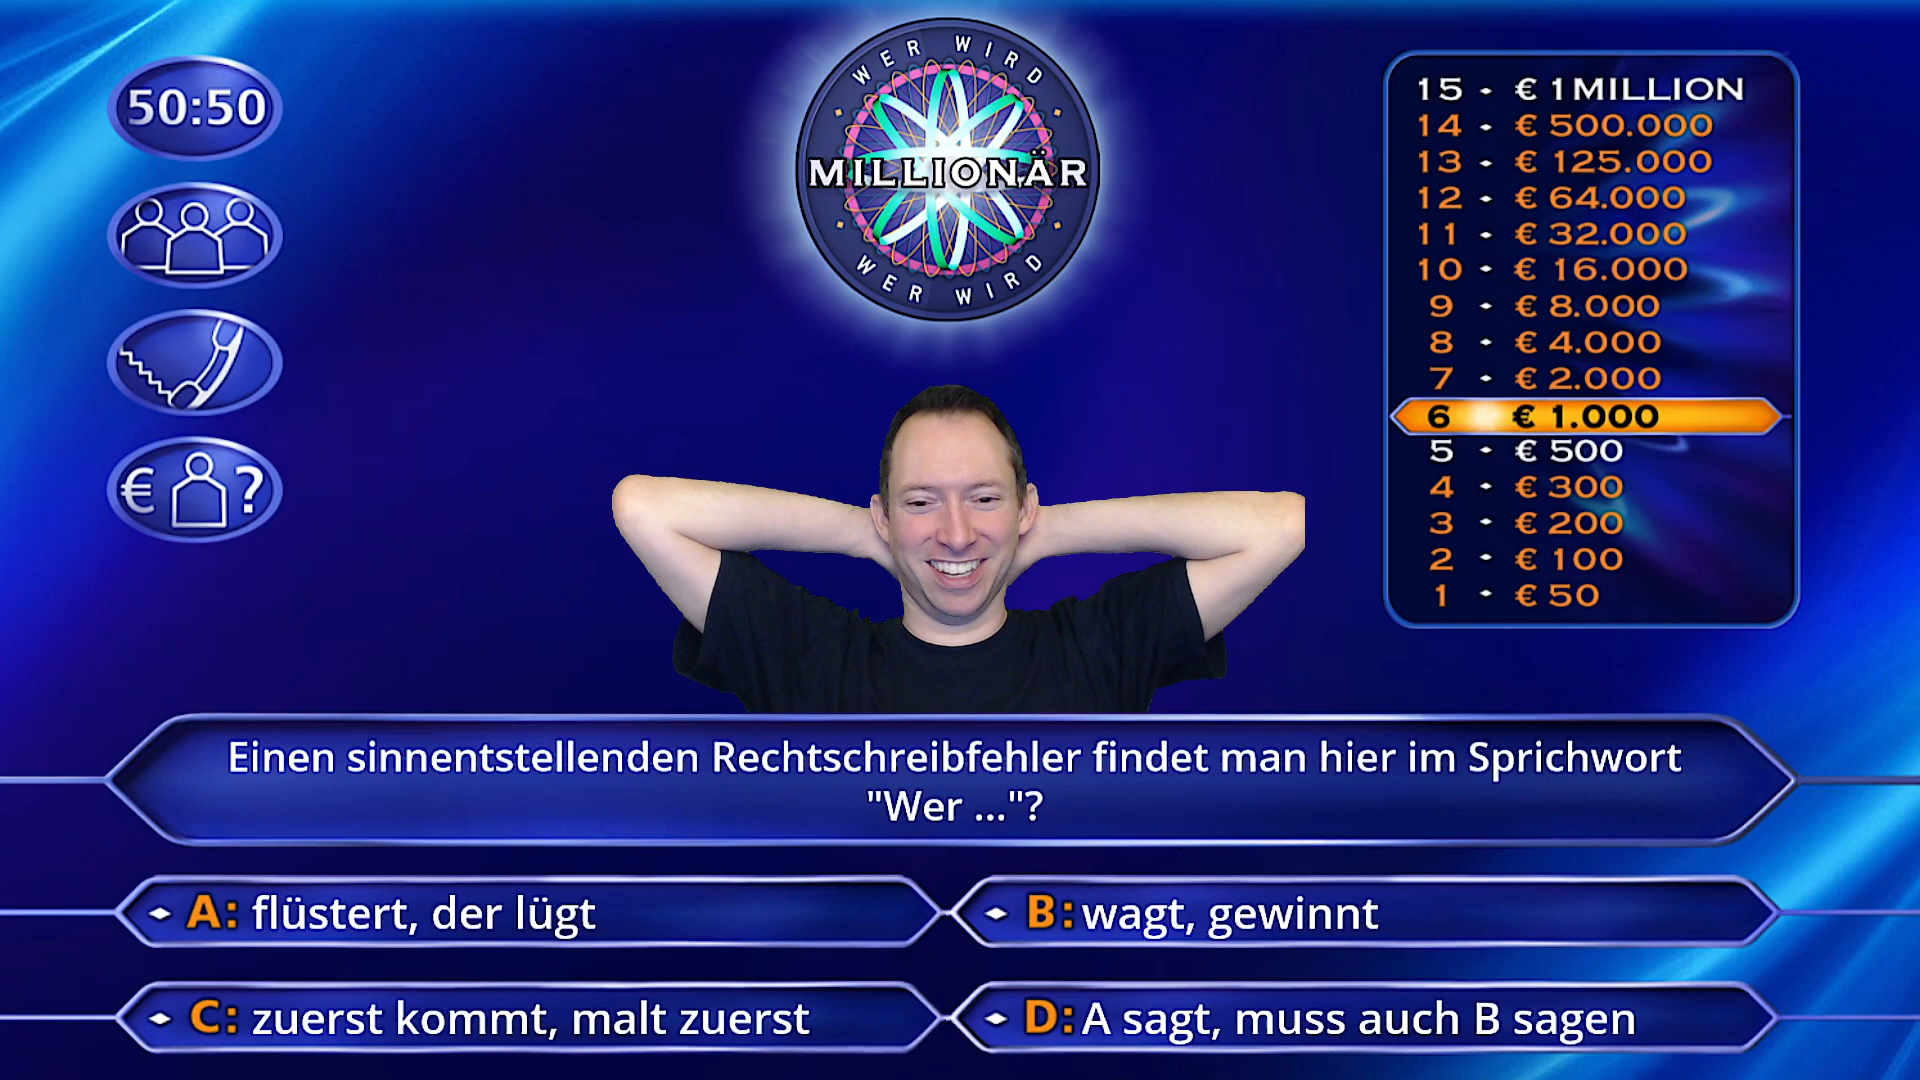 50:50
€ ?
WER WIRD
MILLIONÄR
WER WIRD
15 - € 1 MILLION
14 - € 500.000
13 - € 125.000
12 - € 64.000
11 - € 32.000
10 - € 16.000
9 - € 8.000
8 - € 4.000
7 - € 2.000
6 € 1.000
5 - € 500
4 - € 300
3 - € 200
2 - € 100
1 - € 50
Einen sinnentstellenden Rechtschreibfehler findet man hier im Sprichwort
"Wer ..."?
A: flüstert, der lügt
B: wagt, gewinnt
C: zuerst kommt, malt zuerst
D: A sagt, muss auch B sagen